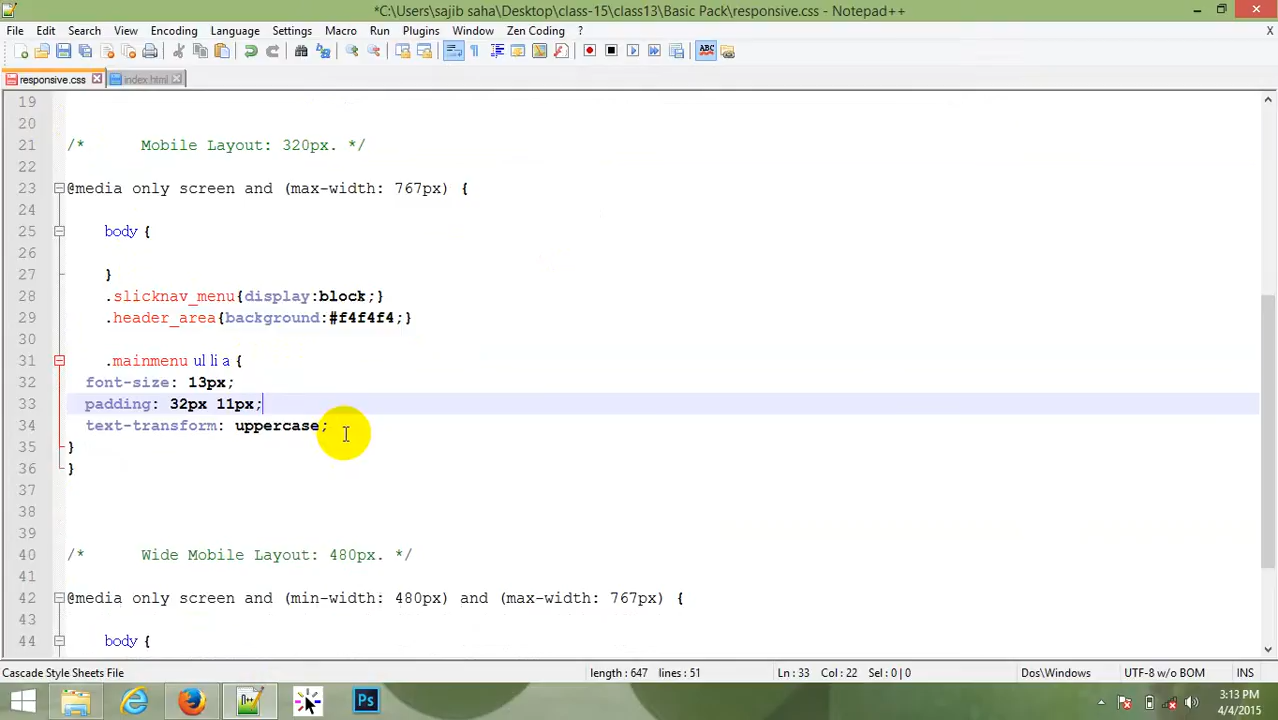 *C:\Users\sajib saha\Desktop\class-15\class13\Basic Pack\responsive.css - Notepad++
File Edit Search View Encoding Language Settings Macro Run Plugins Window Zen Coding ? X
responsive.css index.html
19
20
21 /* Mobile Layout: 320px. */
22
23 @media only screen and (max-width: 767px) {
24
25 body {
26
27 }
28 .slicknav_menu{display:block;}
29 .header_area{background:#f4f4f4;}
30
31 .mainmenu ul li a {
32 font-size: 13px;
33 padding: 32px 11px;
34 text-transform: uppercase;
35 }
36 }
37
38
39
40 /* Wide Mobile Layout: 480px. */
41
42 @media only screen and (min-width: 480px) and (max-width: 767px) {
43
44 body {
Cascade Style Sheets File length : 647 lines : 51 Ln : 33 Col : 22 Sel : 0 | 0 Dos\Windows UTF-8 w/o BOM INS
Ps
3:13 PM
4/4/2015